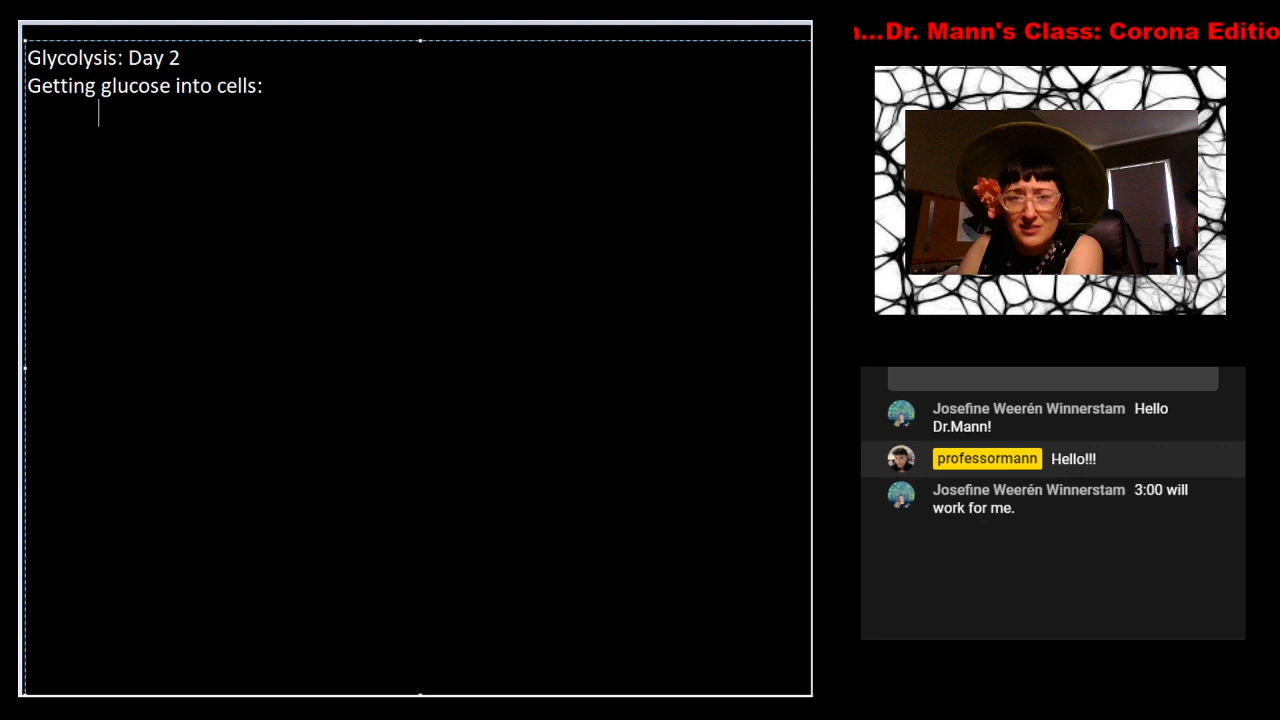 Glycolysis: Day 2
Getting glucose into cells:
...Dr. Mann's Class: Corona Editio
Josefine Weerén Winnerstam Hello
Dr.Mann!
professormann Hello!!!
Josefine Weerén Winnerstam 3:00 will
work for me.